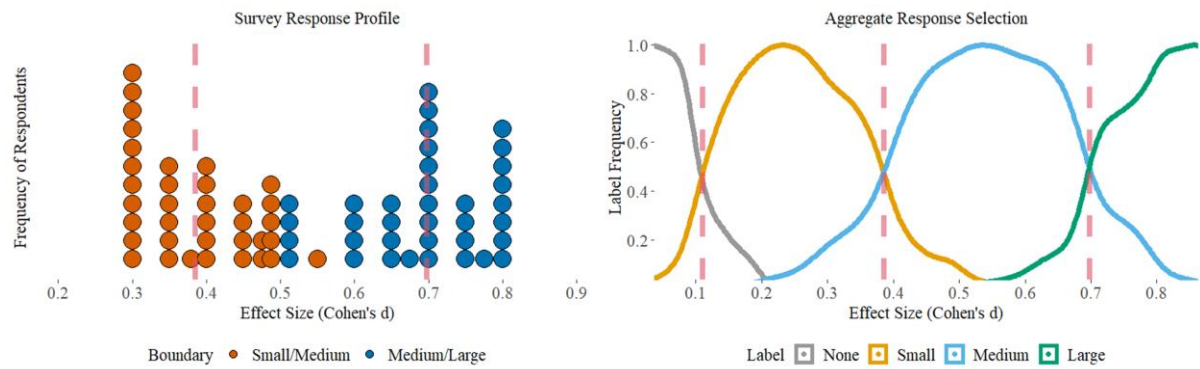 Survey Response Profile
Frequency of Respondents
0.2 0.3 0.4 0.5 0.6 0.7 0.8 0.9
Effect Size (Cohen's d)
Boundary Small/Medium Medium/Large
Aggregate Response Selection
Label Frequency
1.0
0.8
0.6
0.4
0.2
0.1 0.2 0.3 0.4 0.5 0.6 0.7 0.8
Effect Size (Cohen's d)
Label None Small Medium Large